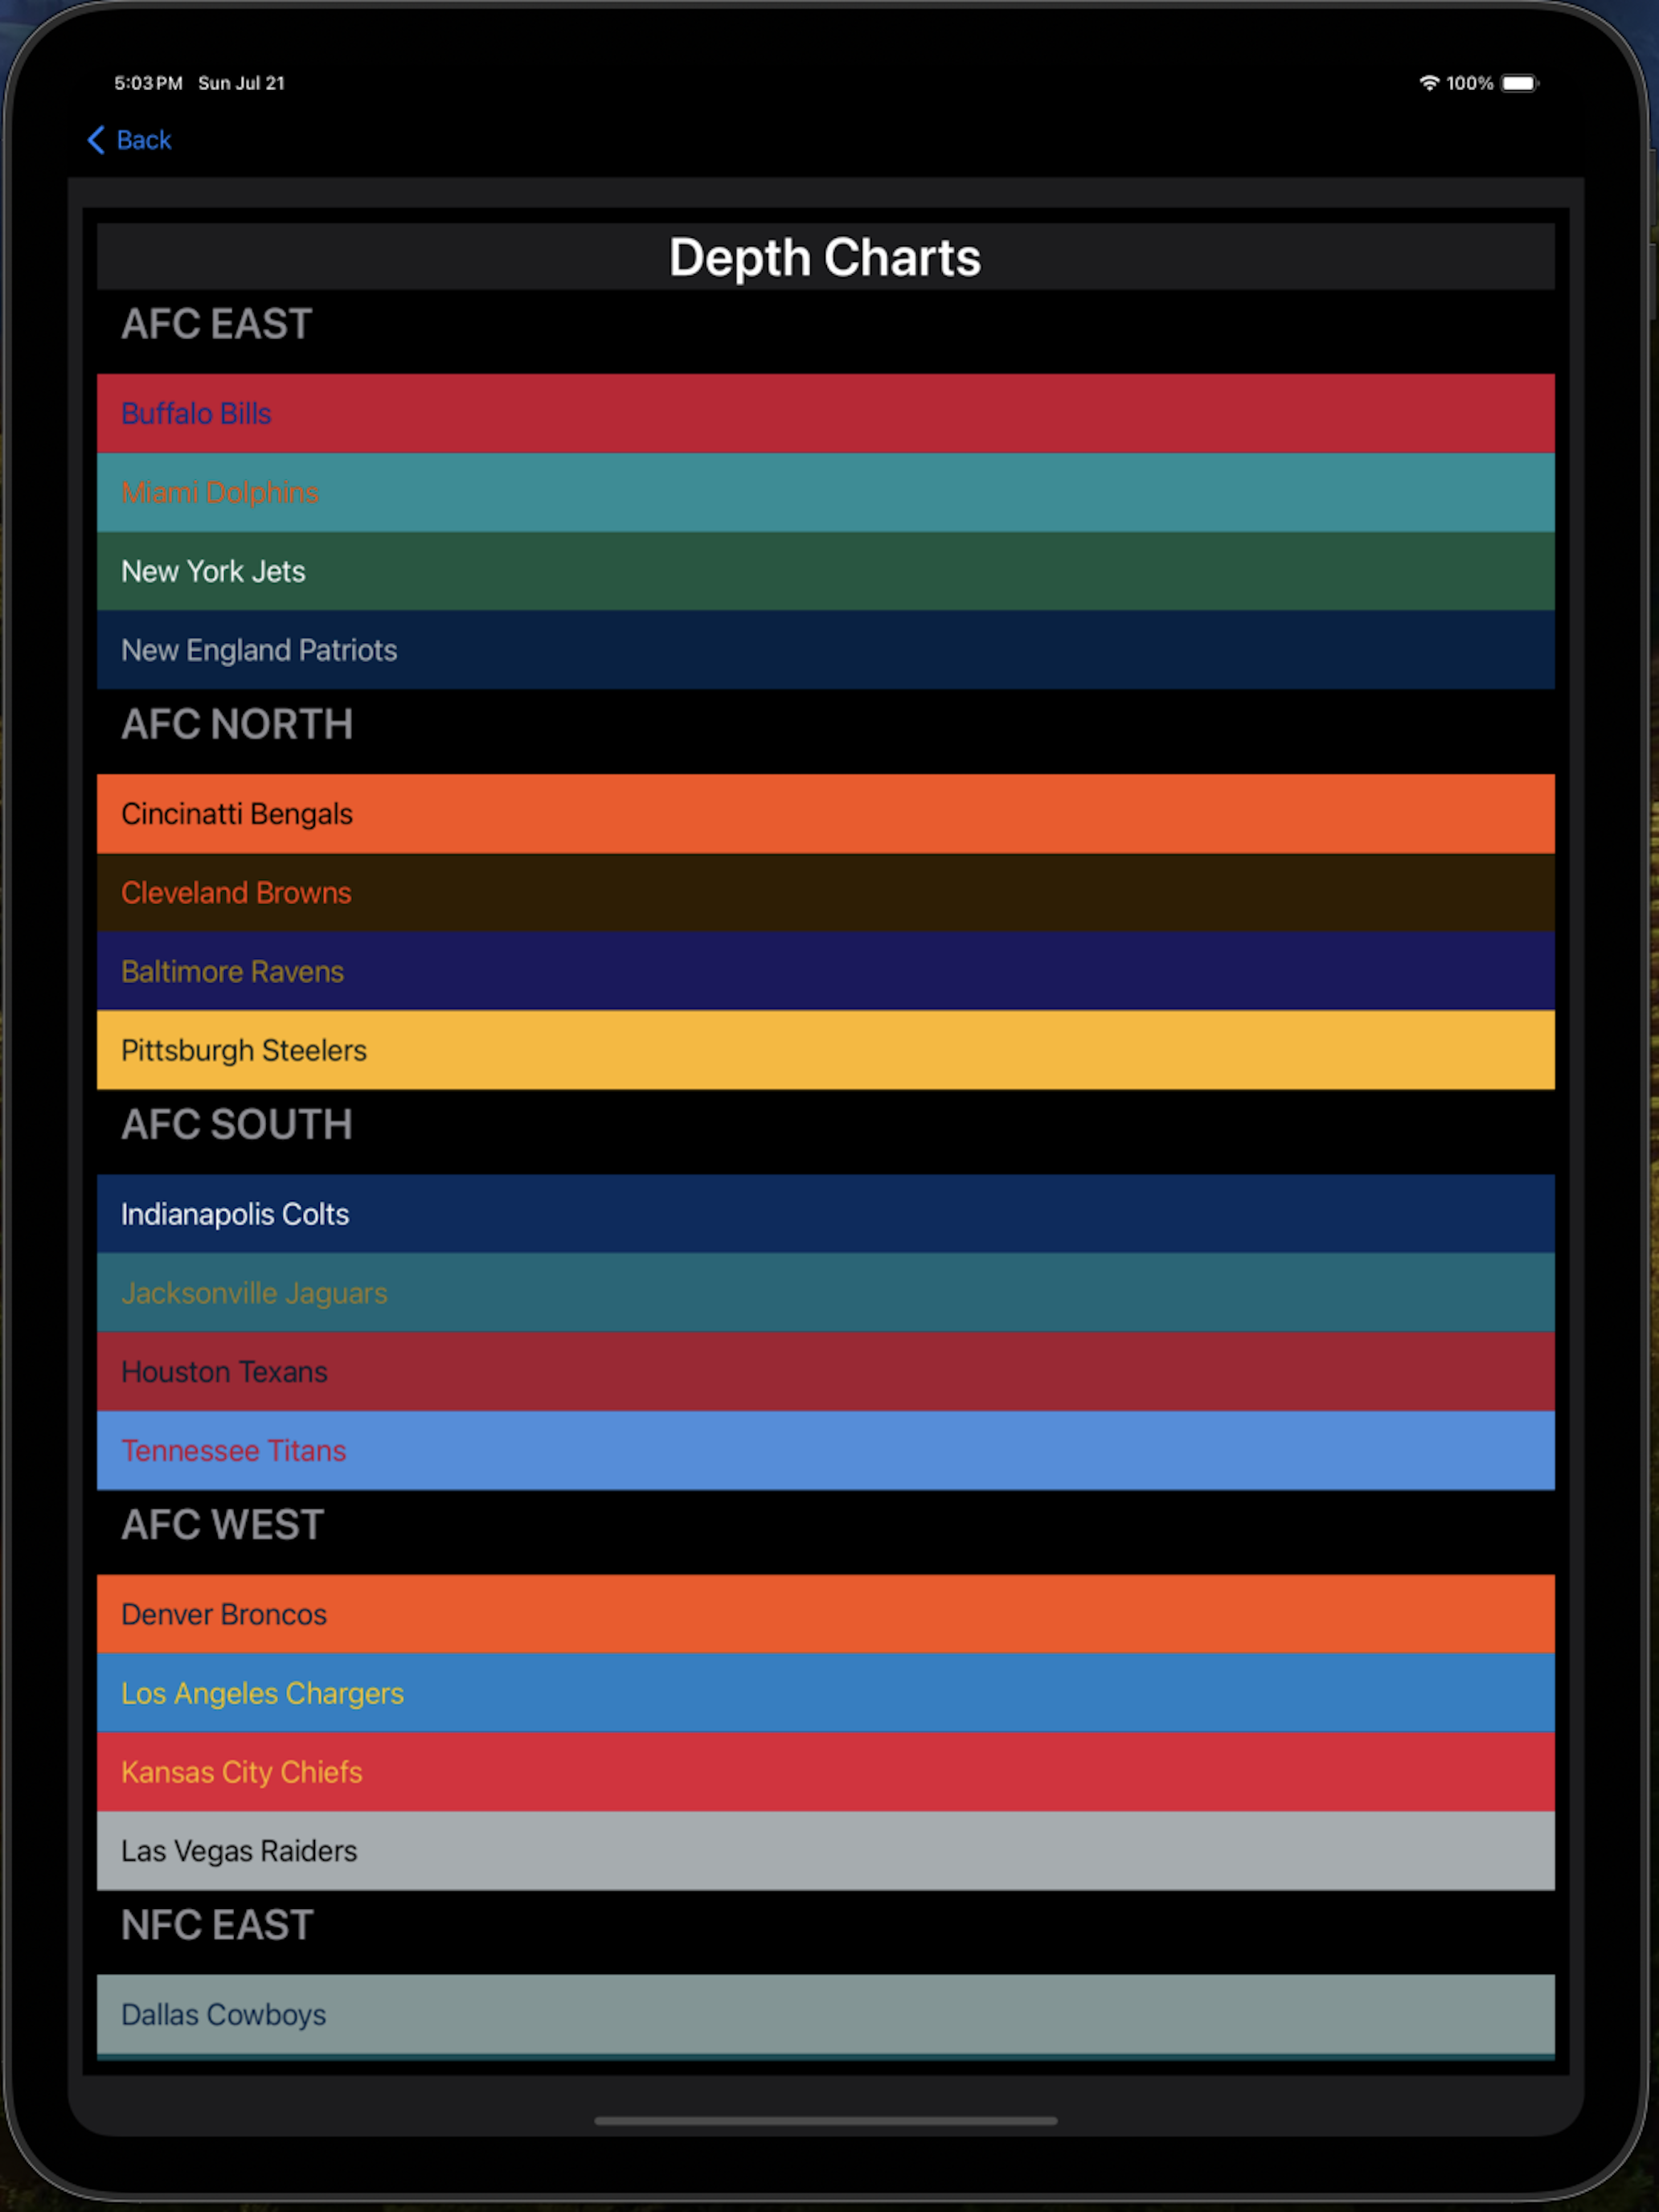 5:03 PM Sun Jul 21 100%
Back
Depth Charts
AFC EAST
Buffalo Bills
Miami Dolphins
New York Jets
New England Patriots
AFC NORTH
Cincinatti Bengals
Cleveland Browns
Baltimore Ravens
Pittsburgh Steelers
AFC SOUTH
Indianapolis Colts
Jacksonville Jaguars
Houston Texans
Tennessee Titans
AFC WEST
Denver Broncos
Los Angeles Chargers
Kansas City Chiefs
Las Vegas Raiders
NFC EAST
Dallas Cowboys